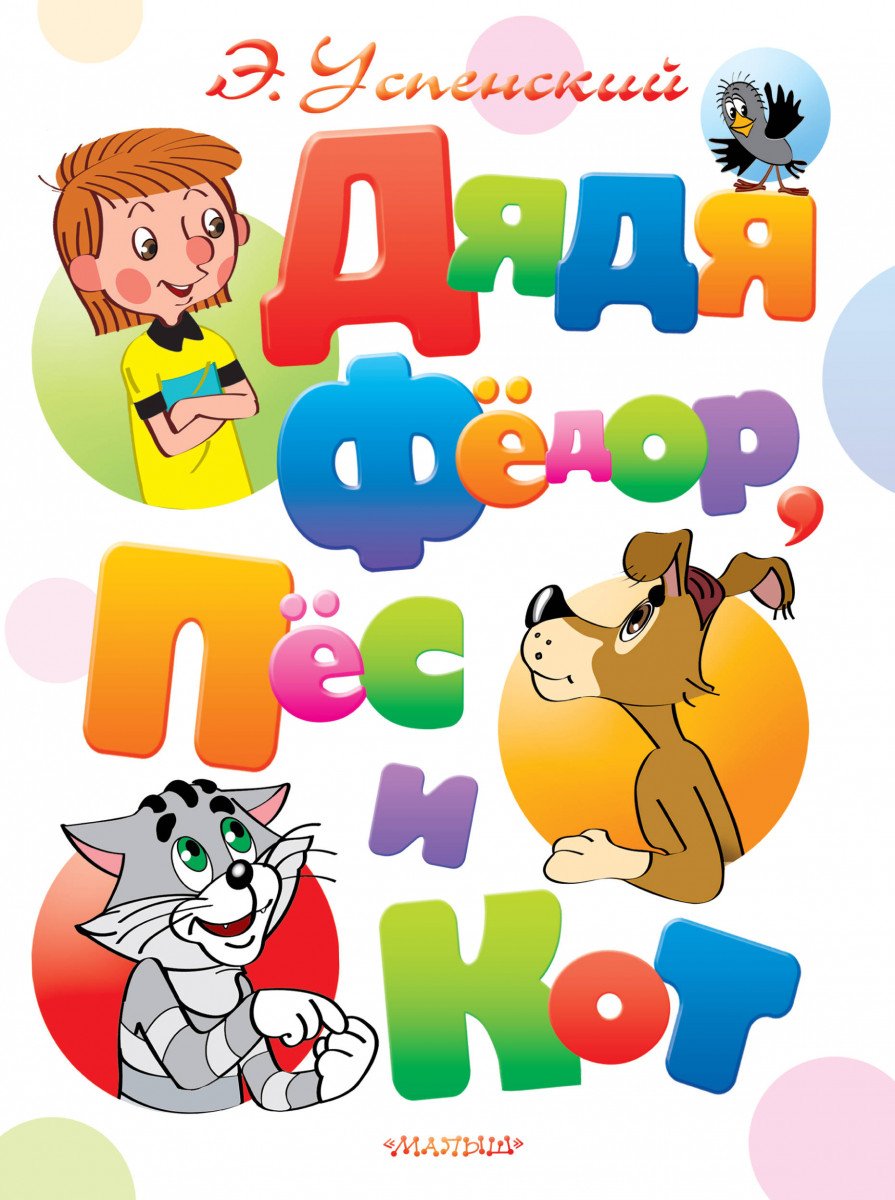 Э. Успенский
Дядя
Фёдор,
Пёс
и
Кот
«МАЛЫШ»